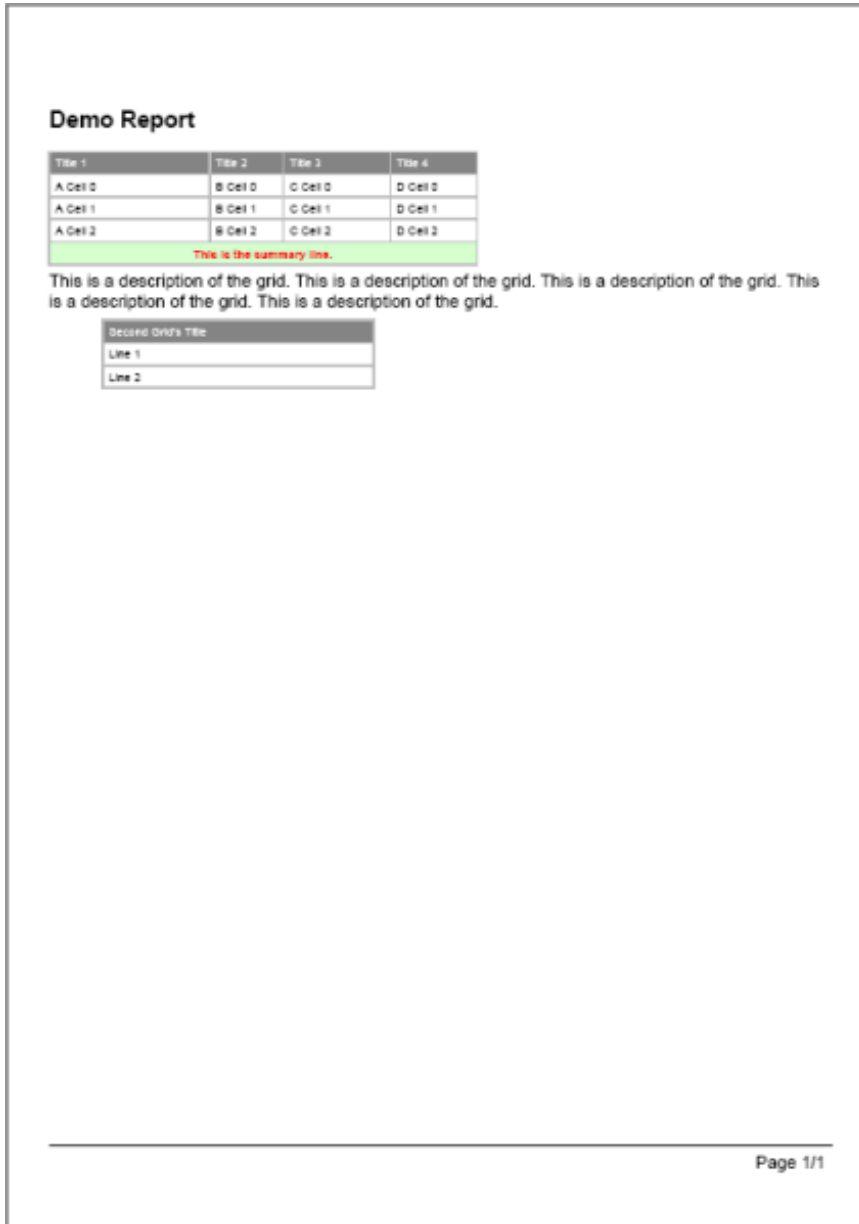 Demo Report
Title 1 Title 2 Title 3 Title 4
A Cell 0 B Cell 0 C Cell 0 D Cell 0
A Cell 1 B Cell 1 C Cell 1 D Cell 1
A Cell 2 B Cell 2 C Cell 2 D Cell 2
This is the summary line.
This is a description of the grid. This is a description of the grid. This is a description of the grid. This
is a description of the grid. This is a description of the grid.
Second Grid's Title
Line 1
Line 2
Page 1/1